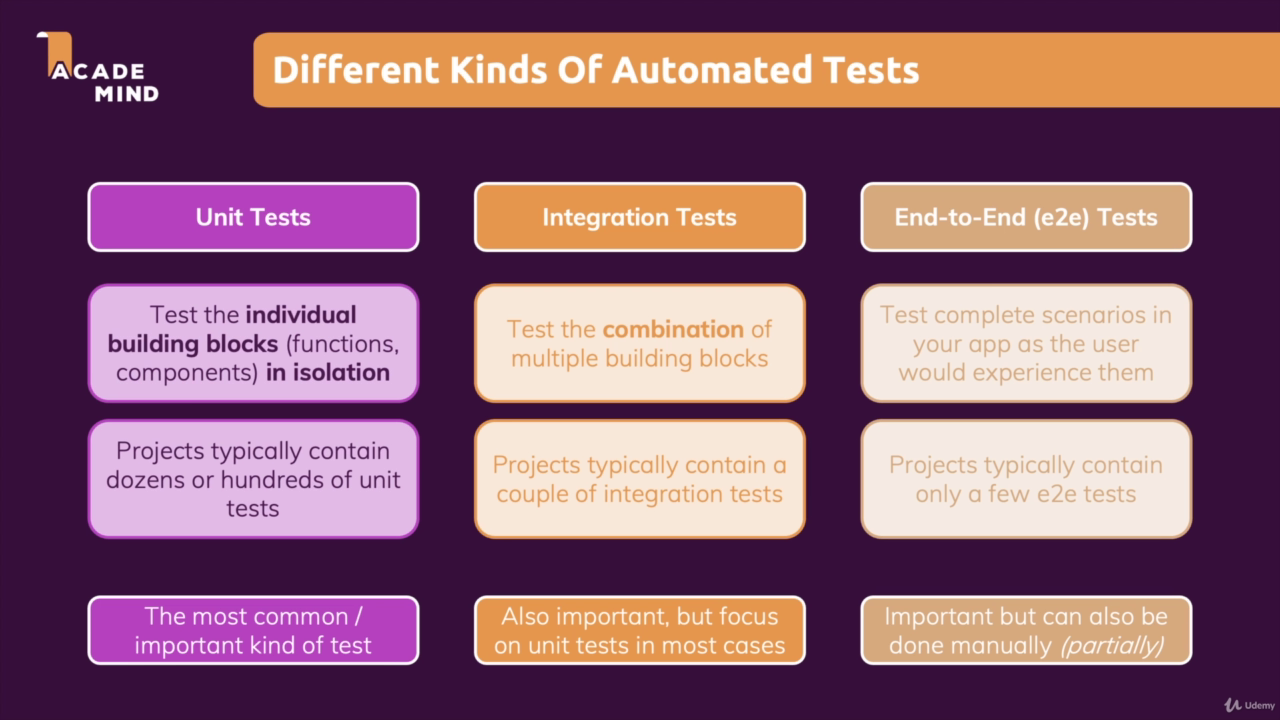 ACADE
MIND
Different Kinds Of Automated Tests
Unit Tests
Test the individual
building blocks (functions,
components) in isolation
Projects typically contain
dozens or hundreds of unit
tests
The most common /
important kind of test
Integration Tests
Test the combination of
multiple building blocks
Projects typically contain a
couple of integration tests
Also important, but focus
on unit tests in most cases
End-to-End (e2e) Tests
Test complete scenarios in
your app as the user
would experience them
Projects typically contain
only a few e2e tests
Important but can also be
done manually (partially)
Udemy